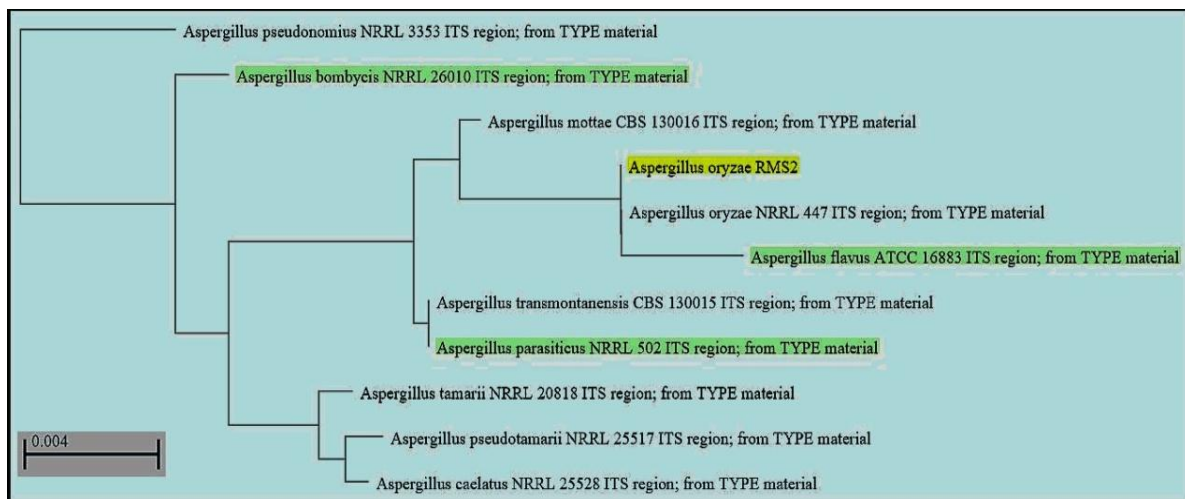 Aspergillus pseudonomius NRRL 3353 ITS region; from TYPE material
Aspergillus bombycis NRRL 26010 ITS region; from TYPE material
Aspergillus mottae CBS 130016 ITS region; from TYPE material
Aspergillus oryzae RMS2
Aspergillus oryzae NRRL 447 ITS region; from TYPE material
Aspergillus flavus ATCC 16883 ITS region; from TYPE material
Aspergillus transmontanensis CBS 130015 ITS region; from TYPE material
Aspergillus parasiticus NRRL 502 ITS region; from TYPE material
Aspergillus tamarii NRRL 20818 ITS region; from TYPE material
Aspergillus pseudotamarii NRRL 25517 ITS region; from TYPE material
Aspergillus caelatus NRRL 25528 ITS region; from TYPE material
0.004